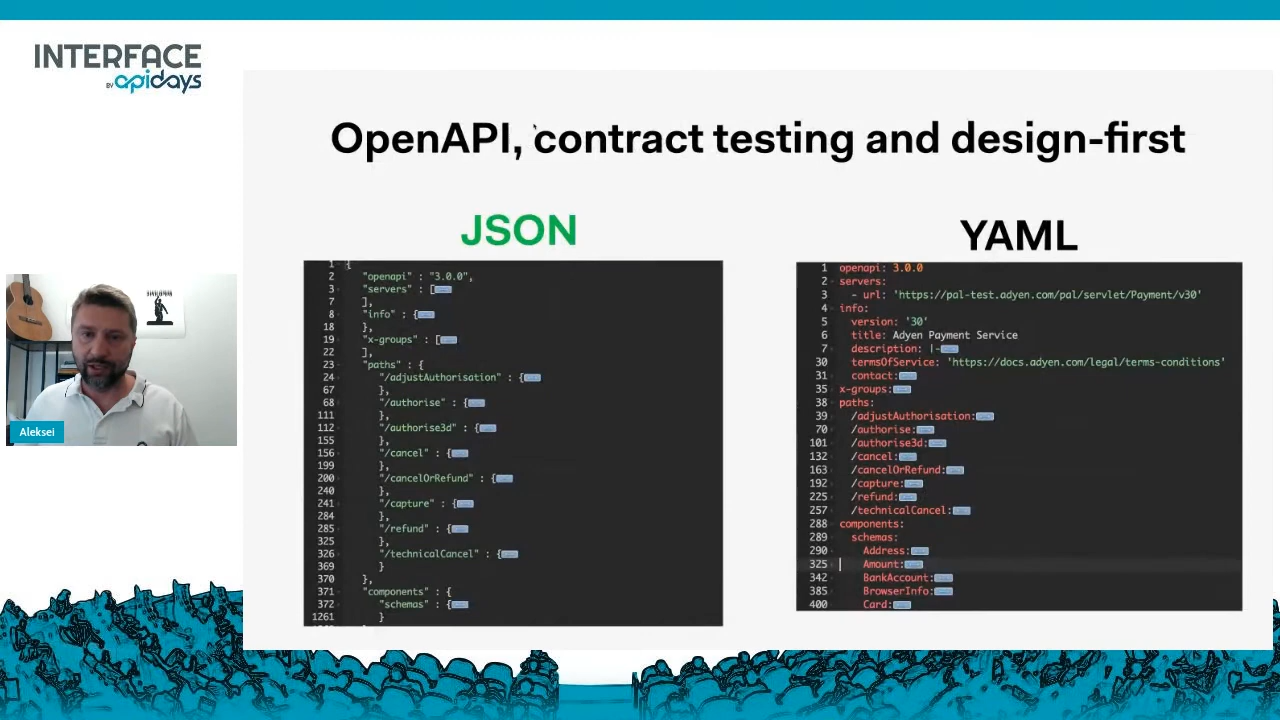 INTERFACE
BY apidays
OpenAPI, contract testing and design-first
JSON
1 {
2 "openapi" : "3.0.0",
3 "servers" : [
7 ],
8 "info" : {
18 },
19 "x-groups" : [
22 ],
23 "paths" : {
24 "/adjustAuthorisation" : {
67 },
68 "/authorise" : {
111 },
112 "/authorise3d" : {
155 },
156 "/cancel" : {
199 },
200 "/cancelOrRefund" : {
240 },
241 "/capture" : {
284 },
285 "/refund" : {
325 },
326 "/technicalCancel" : {
369 }
370 },
371 "components" : {
372 "schemas" : {
1261 }
YAML
1 openapi: 3.0.0
2 servers:
3 - url: 'https://pal-test.adyen.com/pal/servlet/Payment/v30'
4 info:
5 version: '30'
6 title: Adyen Payment Service
7 description: |-
30 termsOfService: 'https://docs.adyen.com/legal/terms-conditions'
31 contact:
35 x-groups:
38 paths:
39 /adjustAuthorisation:
70 /authorise:
101 /authorise3d:
132 /cancel:
163 /cancelOrRefund:
192 /capture:
225 /refund:
257 /technicalCancel:
288 components:
289 schemas:
290 Address:
325 Amount:
342 BankAccount:
385 BrowserInfo:
400 Card:
Aleksei